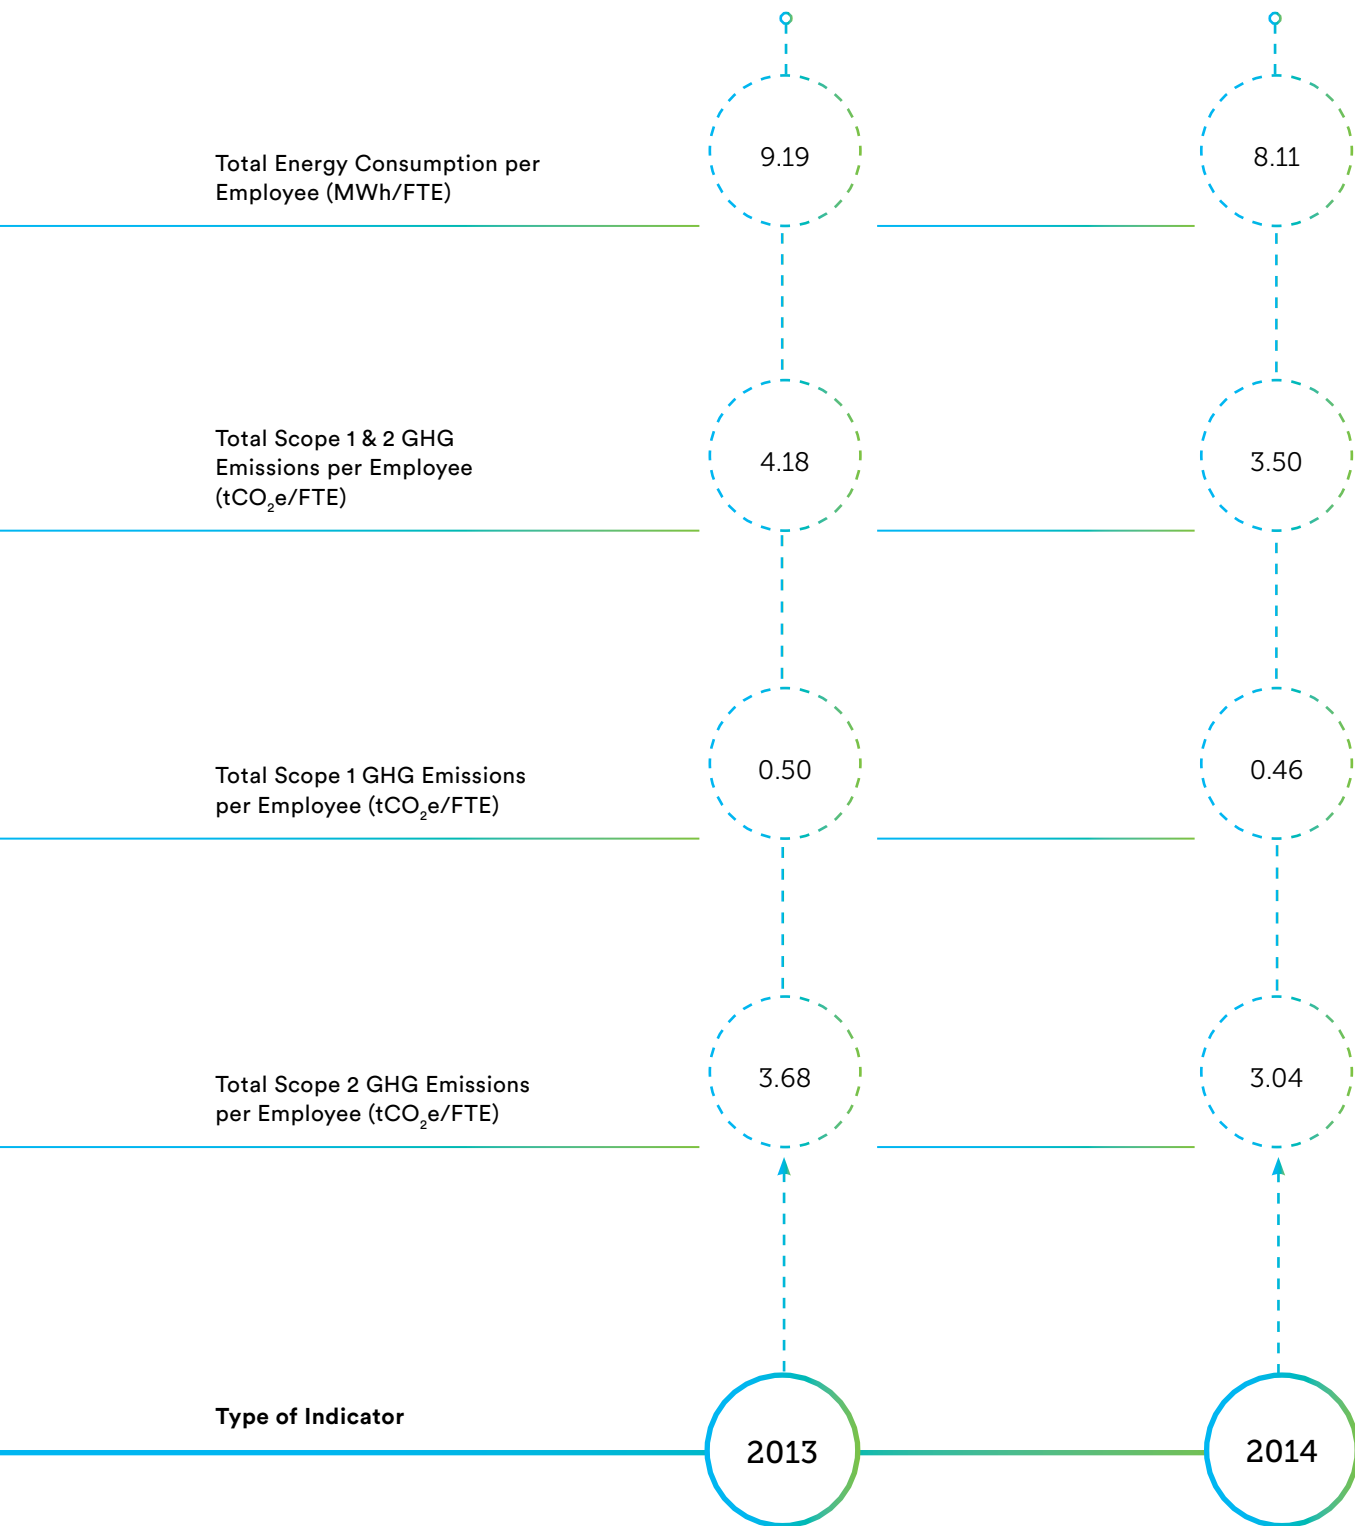 Total Energy Consumption per
Employee (MWh/FTE)
9.19
8.11
Total Scope 1 & 2 GHG
Emissions per Employee
(tCO₂e/FTE)
4.18
3.50
Total Scope 1 GHG Emissions
per Employee (tCO₂e/FTE)
0.50
0.46
Total Scope 2 GHG Emissions
per Employee (tCO₂e/FTE)
3.68
3.04
Type of Indicator
2013
2014